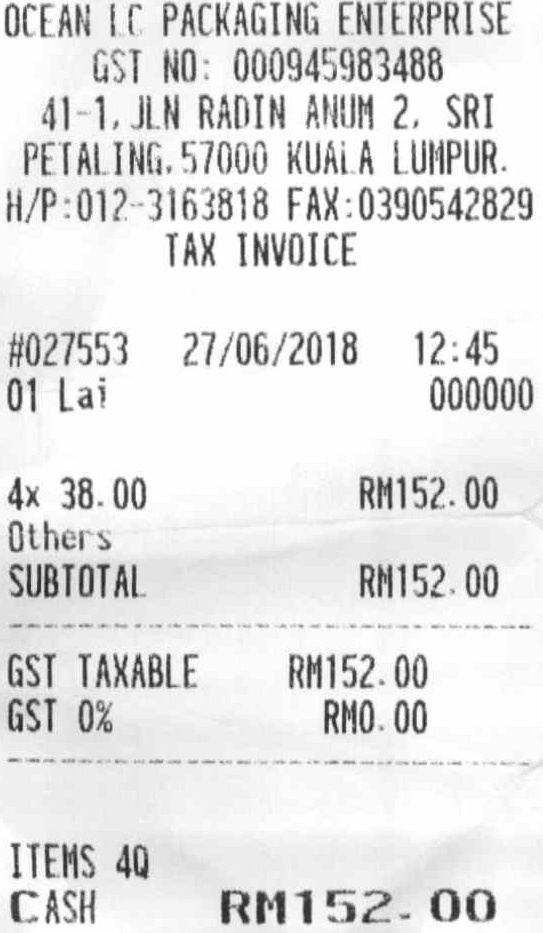 OCEAN LC PACKAGING ENTERPRISE
GST NO: 000945983488
41-1, JLN RADIN ANUM 2, SRI
PETALING,57000 KUALA LUMPUR.
H/P:012-3163818 FAX:0390542829
TAX INVOICE
#027553 27/06/2018 12:45
01 Lai 000000
4x 38.00 RM152.00
Others
SUBTOTAL RM152.00
GST TAXABLE RM152.00
GST 0% RM0.00
ITEMS 4Q
CASH RM152.00